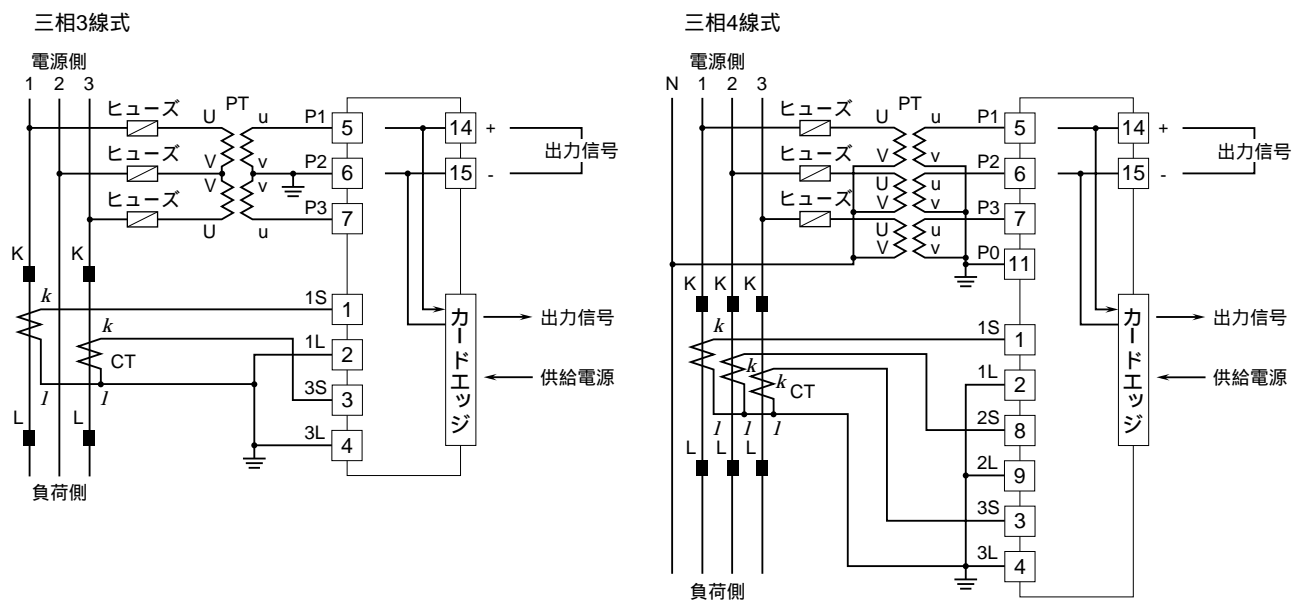 三相3線式
電源側
1 2 3
ヒューズ
U PT u P1 5 14 +
ヒューズ
V v P2 6 15 -
出力信号
ヒューズ
V v
U u P3 7
K K
k 1S 1
k
CT
1L 2
l l
3S 3
L L
3L 4
カードエッジ
出力信号
供給電源
負荷側
三相4線式
電源側
N 1 2 3
ヒューズ
U PT u P1 5 14 +
V v
ヒューズ
U u P2 6 15 -
出力信号
V v
ヒューズ
U u P3 7
V v
P0 11
K K K
k 1S 1
k
k CT
1L 2
l l l
2S 8
L L L
2L 9
3S 3
3L 4
カードエッジ
出力信号
供給電源
負荷側